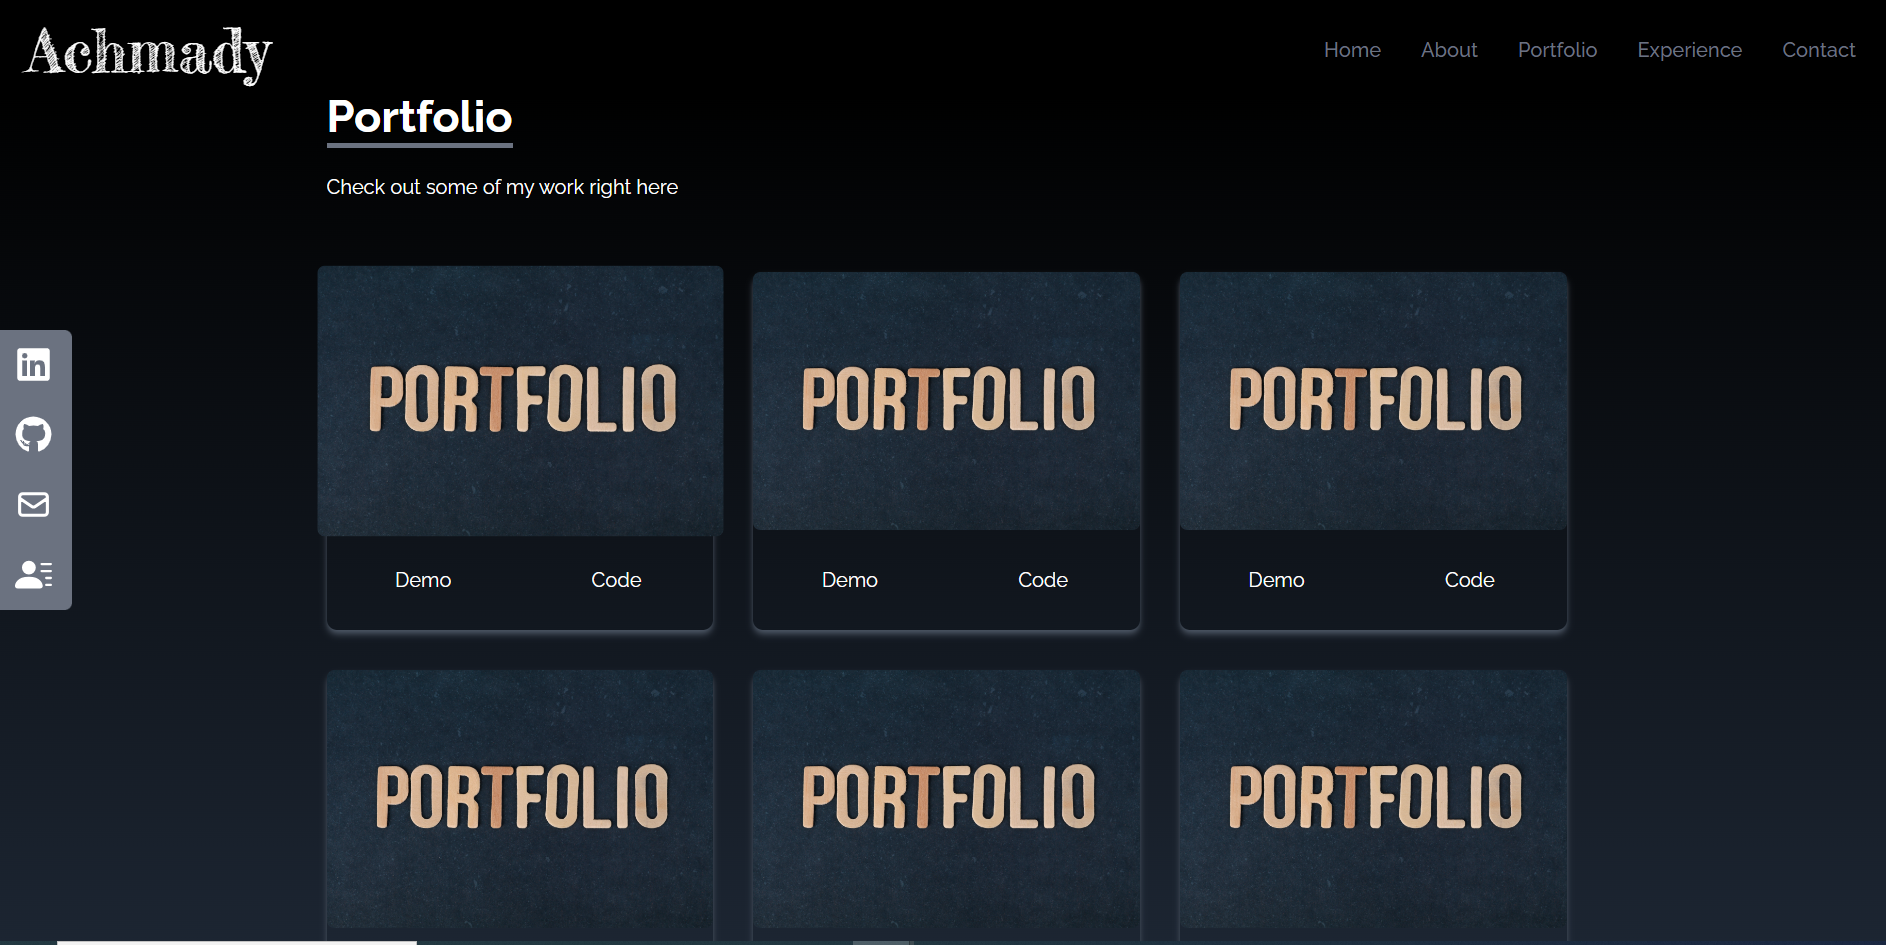 Achmady
Home About Portfolio Experience Contact
Portfolio
Check out some of my work right here
in
PORTFOLIO PORTFOLIO PORTFOLIO
Demo Code Demo Code Demo Code
PORTFOLIO PORTFOLIO PORTFOLIO